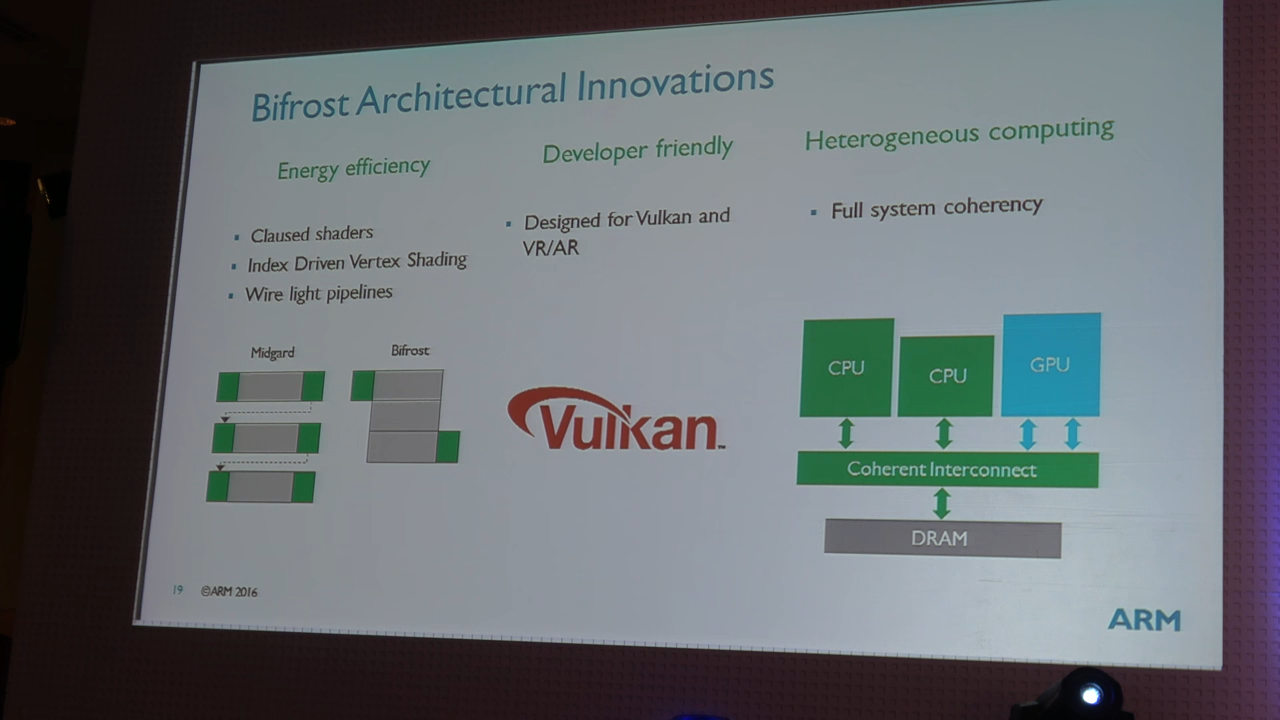 Bifrost Architectural Innovations
Energy efficiency
▪ Claused shaders
▪ Index Driven Vertex Shading
▪ Wire light pipelines
Midgard
Bifrost
Developer friendly
▪ Designed for Vulkan and
VR/AR
Vulkan™
Heterogeneous computing
▪ Full system coherency
CPU
CPU
GPU
Coherent Interconnect
DRAM
19 ©ARM 2016
ARM